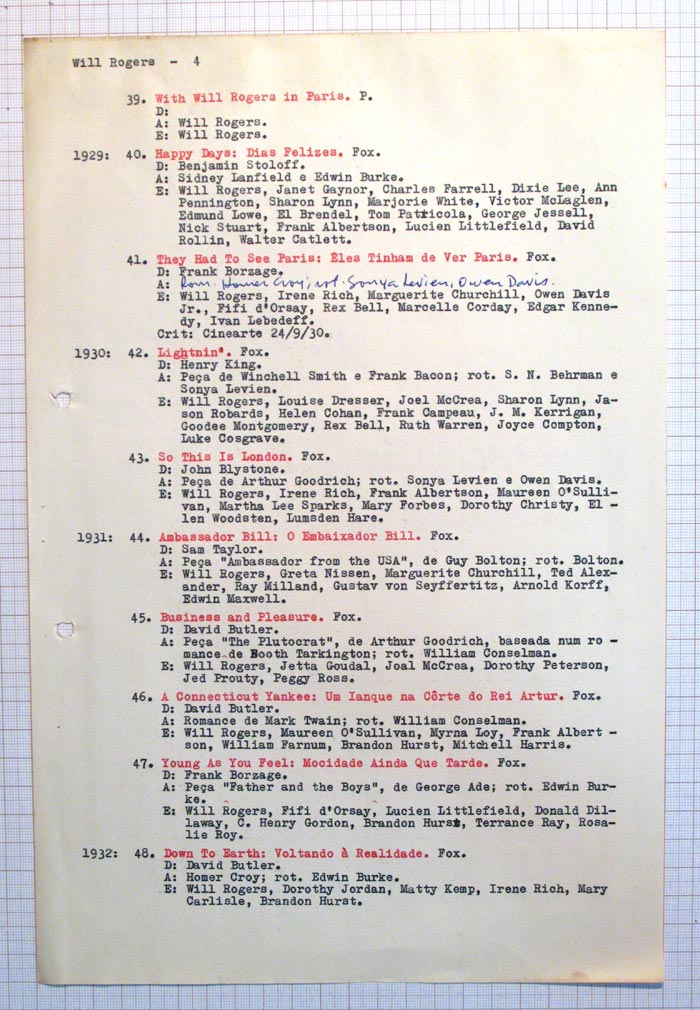 Will Rogers - 4
39. With Will Rogers in Paris. P.
D:
A: Will Rogers.
E: Will Rogers.
1929: 40. Happy Days: Dias Felizes. Fox.
D: Benjamin Stoloff.
A: Sidney Lanfield e Edwin Burke.
E: Will Rogers, Janet Gaynor, Charles Farrell, Dixie Lee, Ann
Pennington, Sharon Lynn, Marjorie White, Victor McLaglen,
Edmund Lowe, El Brendel, Tom Patricola, George Jessell,
Nick Stuart, Frank Albertson, Lucien Littlefield, David
Rollin, Walter Catlett.
41. They Had To See Paris: Êles Tinham de Ver Paris. Fox.
D: Frank Borzage.
A: Rom. Homer Croy; rot. Sonya Levien, Owen Davis.
E: Will Rogers, Irene Rich, Marguerite Churchill, Owen Davis
Jr., Fifi d'Orsay, Rex Bell, Marcelle Corday, Edgar Kenne-
dy, Ivan Lebedeff.
Crit: Cinearte 24/9/30.
1930: 42. Lightnin'. Fox.
D: Henry King.
A: Peça de Winchell Smith e Frank Bacon; rot. S. N. Behrman e
Sonya Levien.
E: Will Rogers, Louise Dresser, Joel McCrea, Sharon Lynn, Ja-
son Robards, Helen Cohan, Frank Campeau, J. M. Kerrigan,
Goodee Montgomery, Rex Bell, Ruth Warren, Joyce Compton,
Luke Cosgrave.
43. So This Is London. Fox.
D: John Blystone.
A: Peça de Arthur Goodrich; rot. Sonya Levien e Owen Davis.
E: Will Rogers, Irene Rich, Frank Albertson, Maureen O'Sulli-
van, Martha Lee Sparks, Mary Forbes, Dorothy Christy, El -
len Woodsten, Lumsden Hare.
1931: 44. Ambassador Bill: O Embaixador Bill. Fox.
D: Sam Taylor.
A: Peça "Ambassador from the USA", de Guy Bolton; rot. Bolton.
E: Will Rogers, Greta Nissen, Marguerite Churchill, Ted Alex-
ander, Ray Milland, Gustav von Seyffertitz, Arnold Korff,
Edwin Maxwell.
45. Business and Pleasure. Fox.
D: David Butler.
A: Peça "The Plutocrat", de Arthur Goodrich, baseada num ro -
mance de Booth Tarkington; rot. William Conselman.
E: Will Rogers, Jetta Goudal, Joal McCrea, Dorothy Peterson,
Jed Prouty, Peggy Ross.
46. A Connecticut Yankee: Um Ianque na Côrte do Rei Artur. Fox.
D: David Butler.
A: Romance de Mark Twain; rot. William Conselman.
E: Will Rogers, Maureen O'Sullivan, Myrna Loy, Frank Albert -
son, William Farnum, Brandon Hurst, Mitchell Harris.
47. Young As You Feel: Mocidade Ainda Que Tarde. Fox.
D: Frank Borzage.
A: Peça "Father and the Boys", de George Ade; rot. Edwin Bur-
ke.
E: Will Rogers, Fifi d'Orsay, Lucien Littlefield, Donald Dil-
laway, C. Henry Gordon, Brandon Hurst, Terrance Ray, Rosa-
lie Roy.
1932: 48. Down To Earth: Voltando à Realidade. Fox.
D: David Butler.
A: Homer Croy; rot. Edwin Burke.
E: Will Rogers, Dorothy Jordan, Matty Kemp, Irene Rich, Mary
Carlisle, Brandon Hurst.